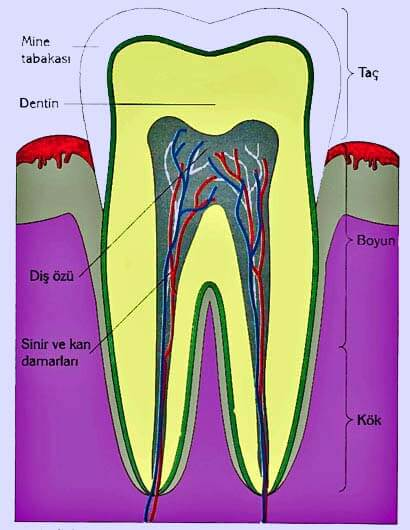 Mine
tabakası
Taç
Dentin
Boyun
Diş özü
Sinir ve kan
damarları
Kök